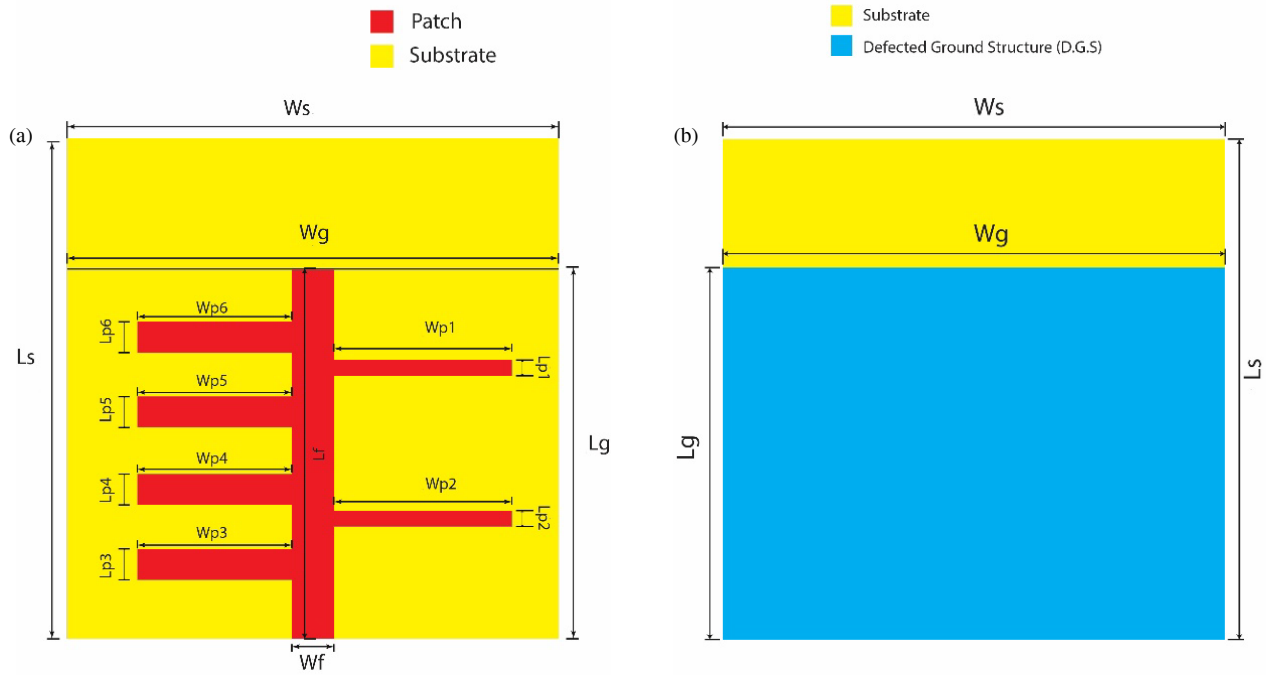 Patch
Substrate
(a)
Ws
Wg
Wp6
Lp6
Wp1
Lp1
Ls
Wp5
Lp5
Lf
Lg
Wp4
Lp4
Wp2
Lp2
Wp3
Lp3
Wf
Substrate
Defected Ground Structure (D.G.S)
(b)
Ws
Wg
Ls
Lg